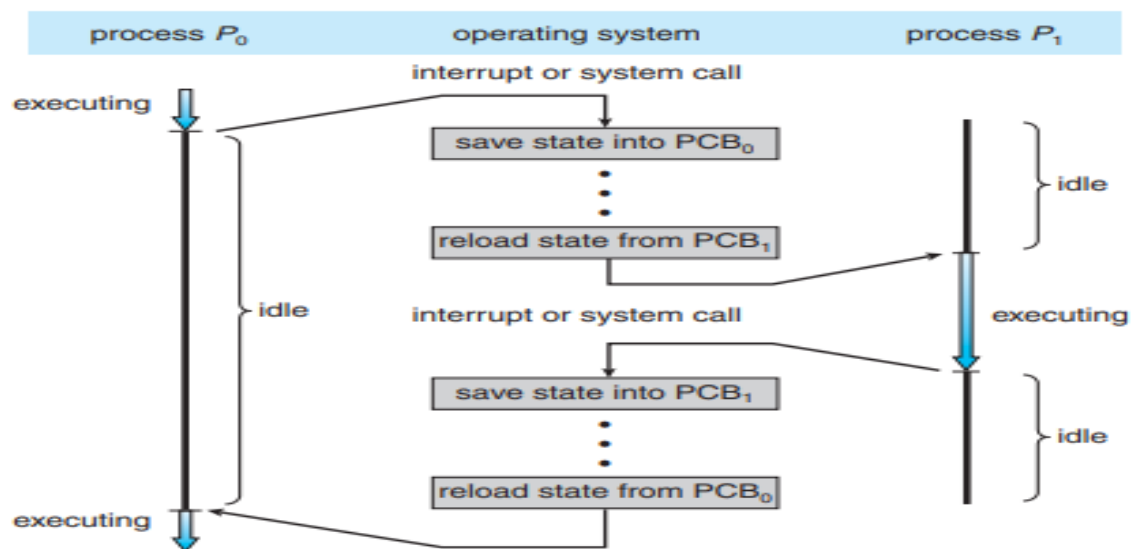 process P₀ operating system process P₁
interrupt or system call
executing
save state into PCB₀
idle
reload state from PCB₁
idle
interrupt or system call
executing
save state into PCB₁
idle
reload state from PCB₀
executing